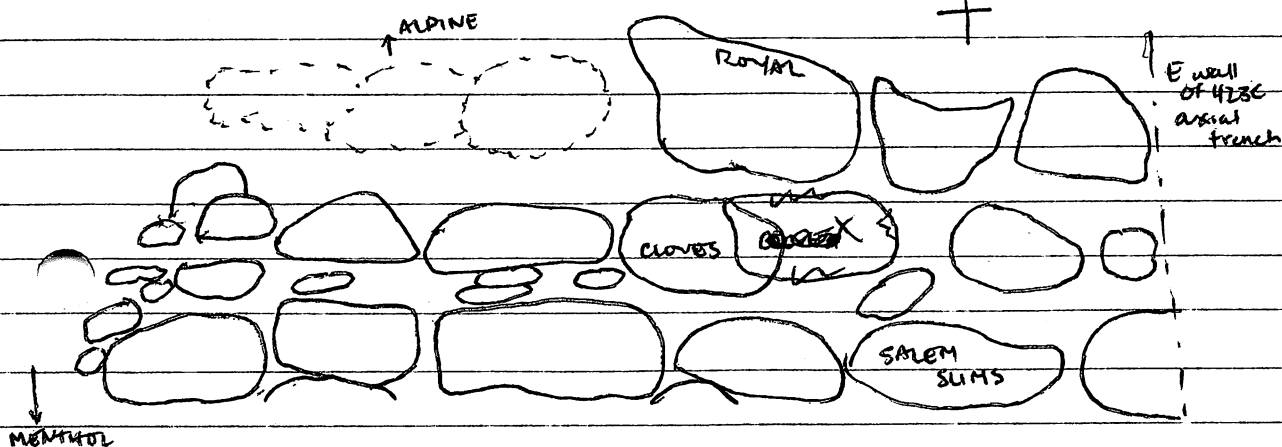 ALPINE
ROYAL
E wall
of 423C
axial
trench
CLOVES
SALEM
SLIMS
MENTHOL